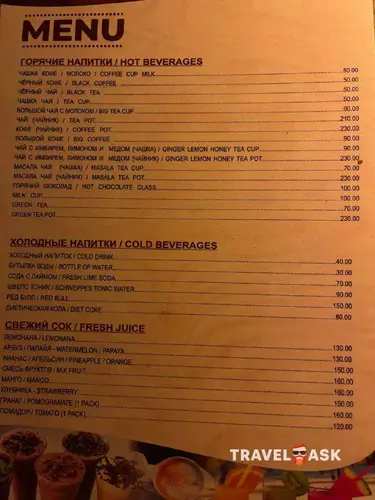 MENU
ГОРЯЧИЕ НАПИТКИ / HOT BEVERAGES
ЧАШКА КОФЕ / МОЛОКО / COFFEE CUP MILK 50.00
ЧЁРНЫЙ КОФЕ / BLACK COFFEE 50.00
ЧЁРНЫЙ ЧАЙ / BLACK TEA 50.00
ЧАШКА ЧАЯ / TEA CUP 50.00
БОЛЬШОЙ ЧАЙ С МОЛОКОМ / BIG TEA CUP 90.00
ЧАЙ (ЧАЙНИК) / TEA POT 210.00
КОФЕ (ЧАЙНИК) / COFFEE POT 230.00
БОЛЬШОЙ КОФЕ / BIG COFFEE 90.00
ЧАЙ С ИМБИРЕМ, ЛИМОНОМ И МЕДОМ (ЧАШКА) / GINGER LEMON HONEY TEA CUP 90.00
ЧАЙ С ИМБИРЕМ, ЛИМОНОМ И МЕДОМ (ЧАЙНИК) / GINGER LEMON HONEY TEA POT 230.00
МАСАЛА ЧАЙ (ЧАШКА) / MASALA TEA CUP 70.00
МАСАЛА ЧАЙ (ЧАЙНИК) / MASALA TEA POT 230.00
ГОРЯЧИЙ ШОКОЛАД / HOT CHOCOLATE GLASS 100.00
MILK CUP 100.00
GREEN TEA 70.00
GREEN TEA POT 230.00
ХОЛОДНЫЕ НАПИТКИ / COLD BEVERAGES
ХОЛОДНЫЙ НАПИТОК / COLD DRINK 40.00
БУТЫЛКА ВОДЫ / BOTTLE OF WATER 30.00
СОДА С ЛАЙМОМ / FRESH LIME SODA 70.00
ШВЕПС ТОНИК / SCHWEPPES TONIC WATER 90.00
РЕД БУЛЛ / RED BULL 150.00
ДИЕТИЧЕСКАЯ КОЛА / DIET COKE 60.00
СВЕЖИЙ СОК / FRESH JUICE
ЛЕМОНАНА / LEMONANA
АРБУЗ / ПАПАЙЯ - WATERMELON / PAPAYA 130.00
АНАНАС / АПЕЛЬСИН / PINEAPPLE / ORANGE 130.00
СМЕСЬ ФРУКТОВ / MIX FRUIT 150.00
МАНГО / MANGO 160.00
КЛУБНИКА - STRAWBERRY 160.00
ГРАНАТ / POMOGRANATE (1 PACK) 160.00
ПОМИДОР / TOMATO (1 PACK) 120.00
TRAVEL ASK